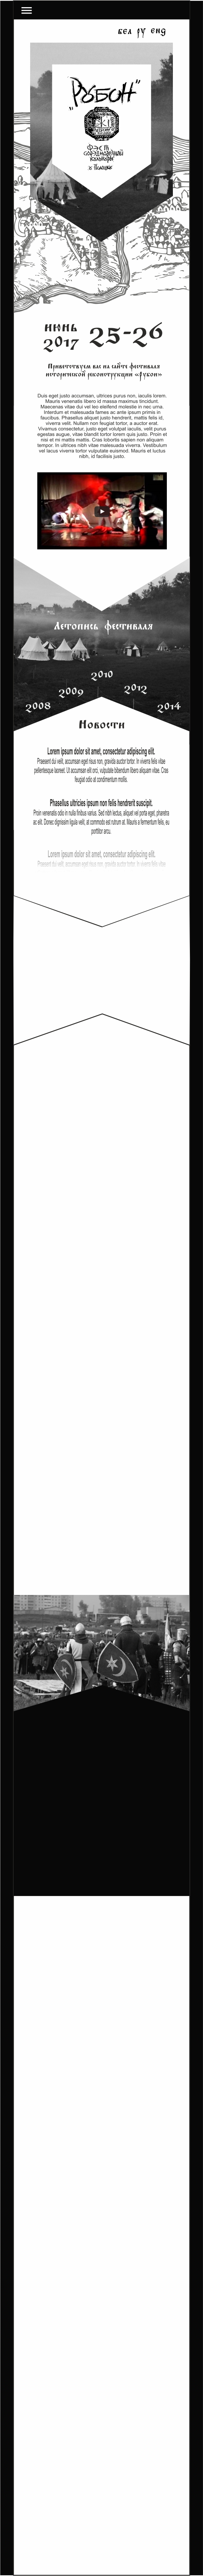 бел ру енд
"Рубон"
Фэст
сярэднявечнай
культуры
в Полоцке
июнь
2017
25-26
Приветствуем вас на сайте фестиваля
исторической реконструкции «рубон»
Duis eget justo accumsan, ultrices purus non, iaculis lorem.
Mauris venenatis libero id massa maximus tincidunt.
Maecenas vitae dui vel leo eleifend molestie in nec urna.
Interdum et malesuada fames ac ante ipsum primis in
faucibus. Phasellus aliquet justo hendrerit, mattis felis id,
viverra velit. Nullam non feugiat tortor, a auctor erat.
Vivamus consectetur, justo eget volutpat iaculis, velit purus
egestas augue, vitae blandit tortor lorem quis justo. Proin et
nisi et mi mattis mattis. Cras lobortis sapien non aliquam
tempor. In ultrices nibh vitae malesuada viverra. Vestibulum
vel lacus viverra tortor vulputate euismod. Mauris et luctus
nibh, id facilisis justo.
Летопись фестиваля
2010
2009
2012
2008
2014
Новости
Lorem ipsum dolor sit amet, consectetur adipiscing elit.
Praesent dui velit, accumsan eget risus non, gravida auctor tortor. In viverra felis vitae
pellentesque laoreet. Ut accumsan elit orci, vulputate bibendum libero aliquam vitae. Cras
feugiat odio at condimentum mollis.
Phasellus ultricies ipsum non felis hendrerit suscipit.
Proin venenatis odio in nulla finibus varius. Sed nibh lectus, aliquet vel porta eget, pharetra
ac elit. Donec dignissim ligula velit, at commodo est rutrum at. Mauris a fermentum felis, eu
porttitor arcu.
Lorem ipsum dolor sit amet, consectetur adipiscing elit.
Praesent dui velit, accumsan eget risus non, gravida auctor tortor. In viverra felis vitae